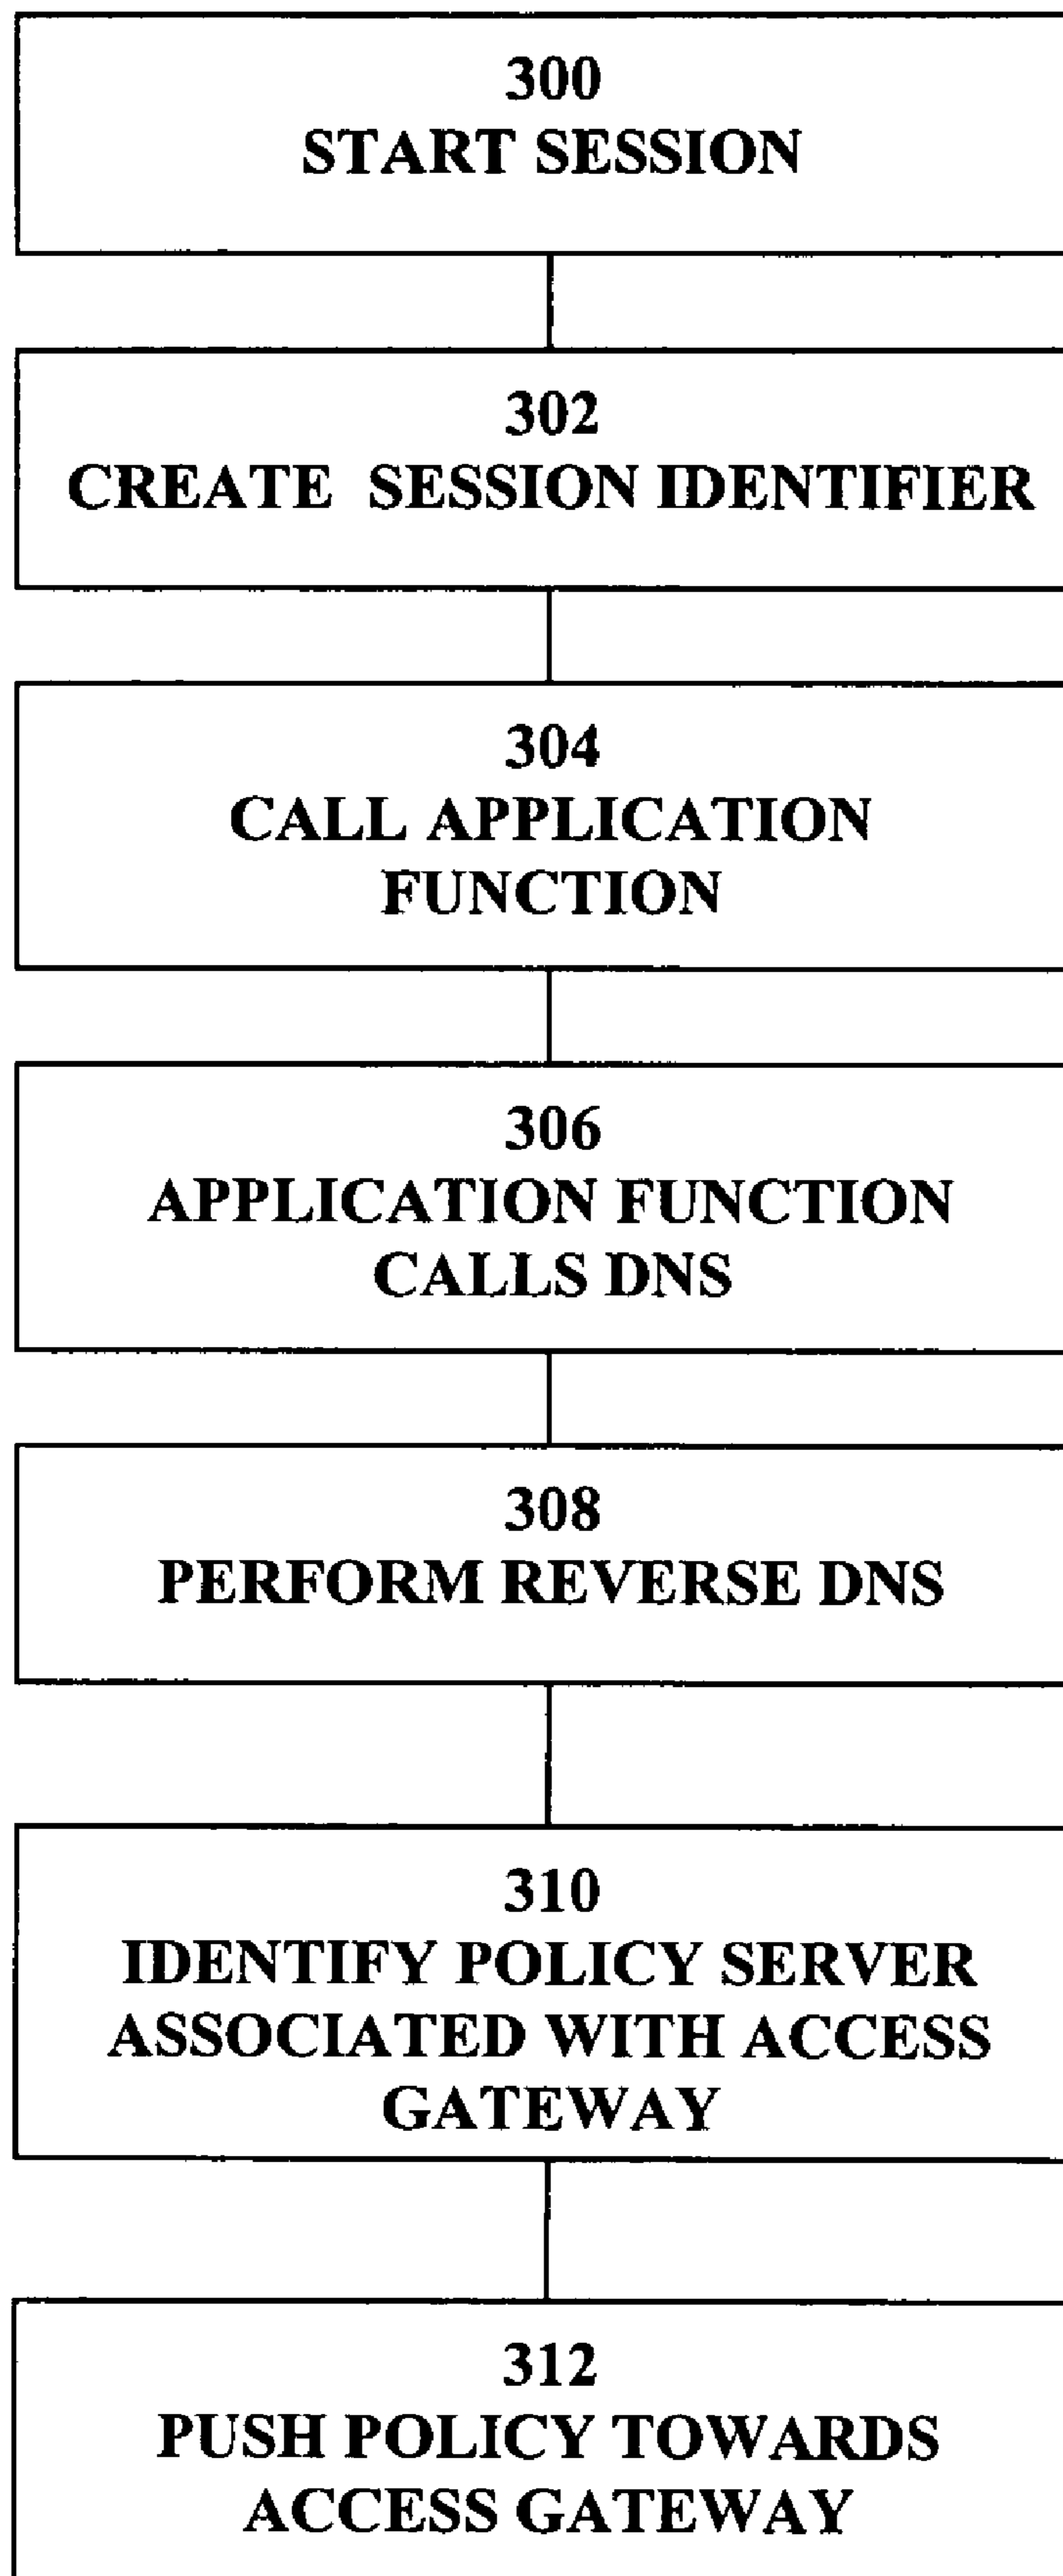 300
START SESSION
302
CREATE SESSION IDENTIFIER
304
CALL APPLICATION
FUNCTION
306
APPLICATION FUNCTION
CALLS DNS
308
PERFORM REVERSE DNS
310
IDENTIFY POLICY SERVER
ASSOCIATED WITH ACCESS
GATEWAY
312
PUSH POLICY TOWARDS
ACCESS GATEWAY